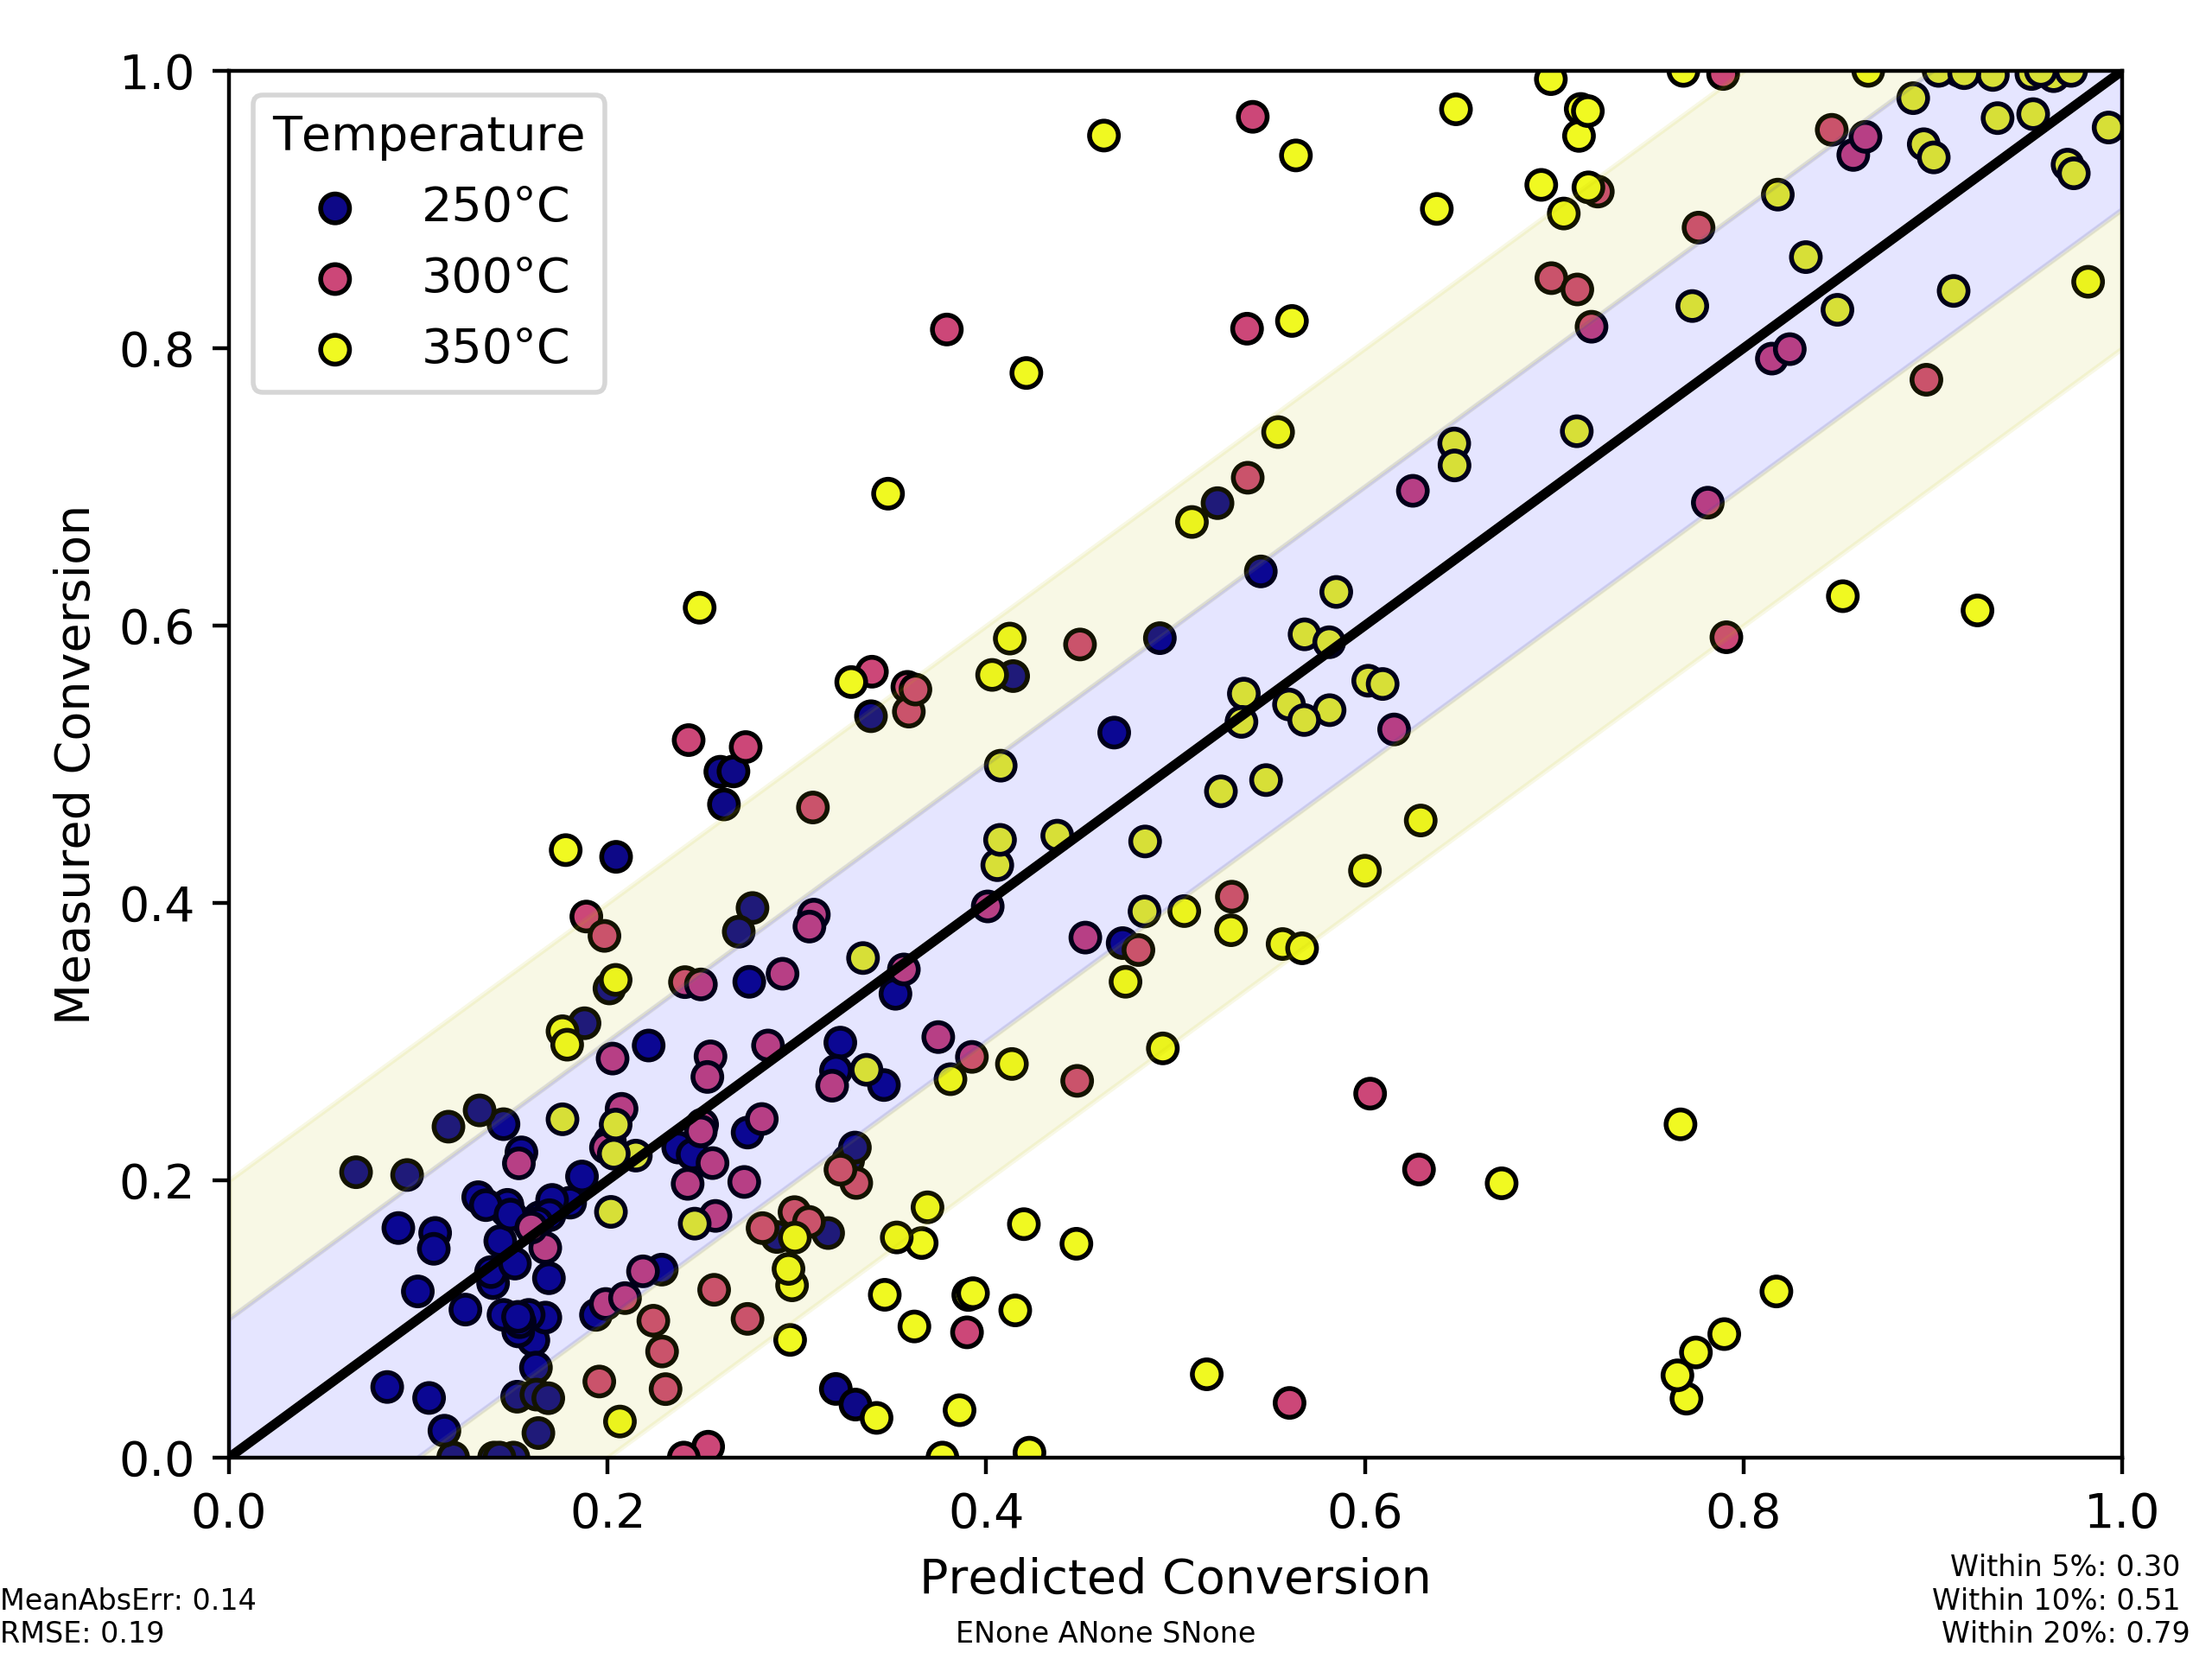 1.0
0.8
0.6
0.4
0.2
0.0
Measured Conversion
Temperature
250°C
300°C
350°C
0.0 0.2 0.4 0.6 0.8 1.0
Predicted Conversion
MeanAbsErr: 0.14
RMSE: 0.19
ENone ANone SNone
Within 5%: 0.30
Within 10%: 0.51
Within 20%: 0.79